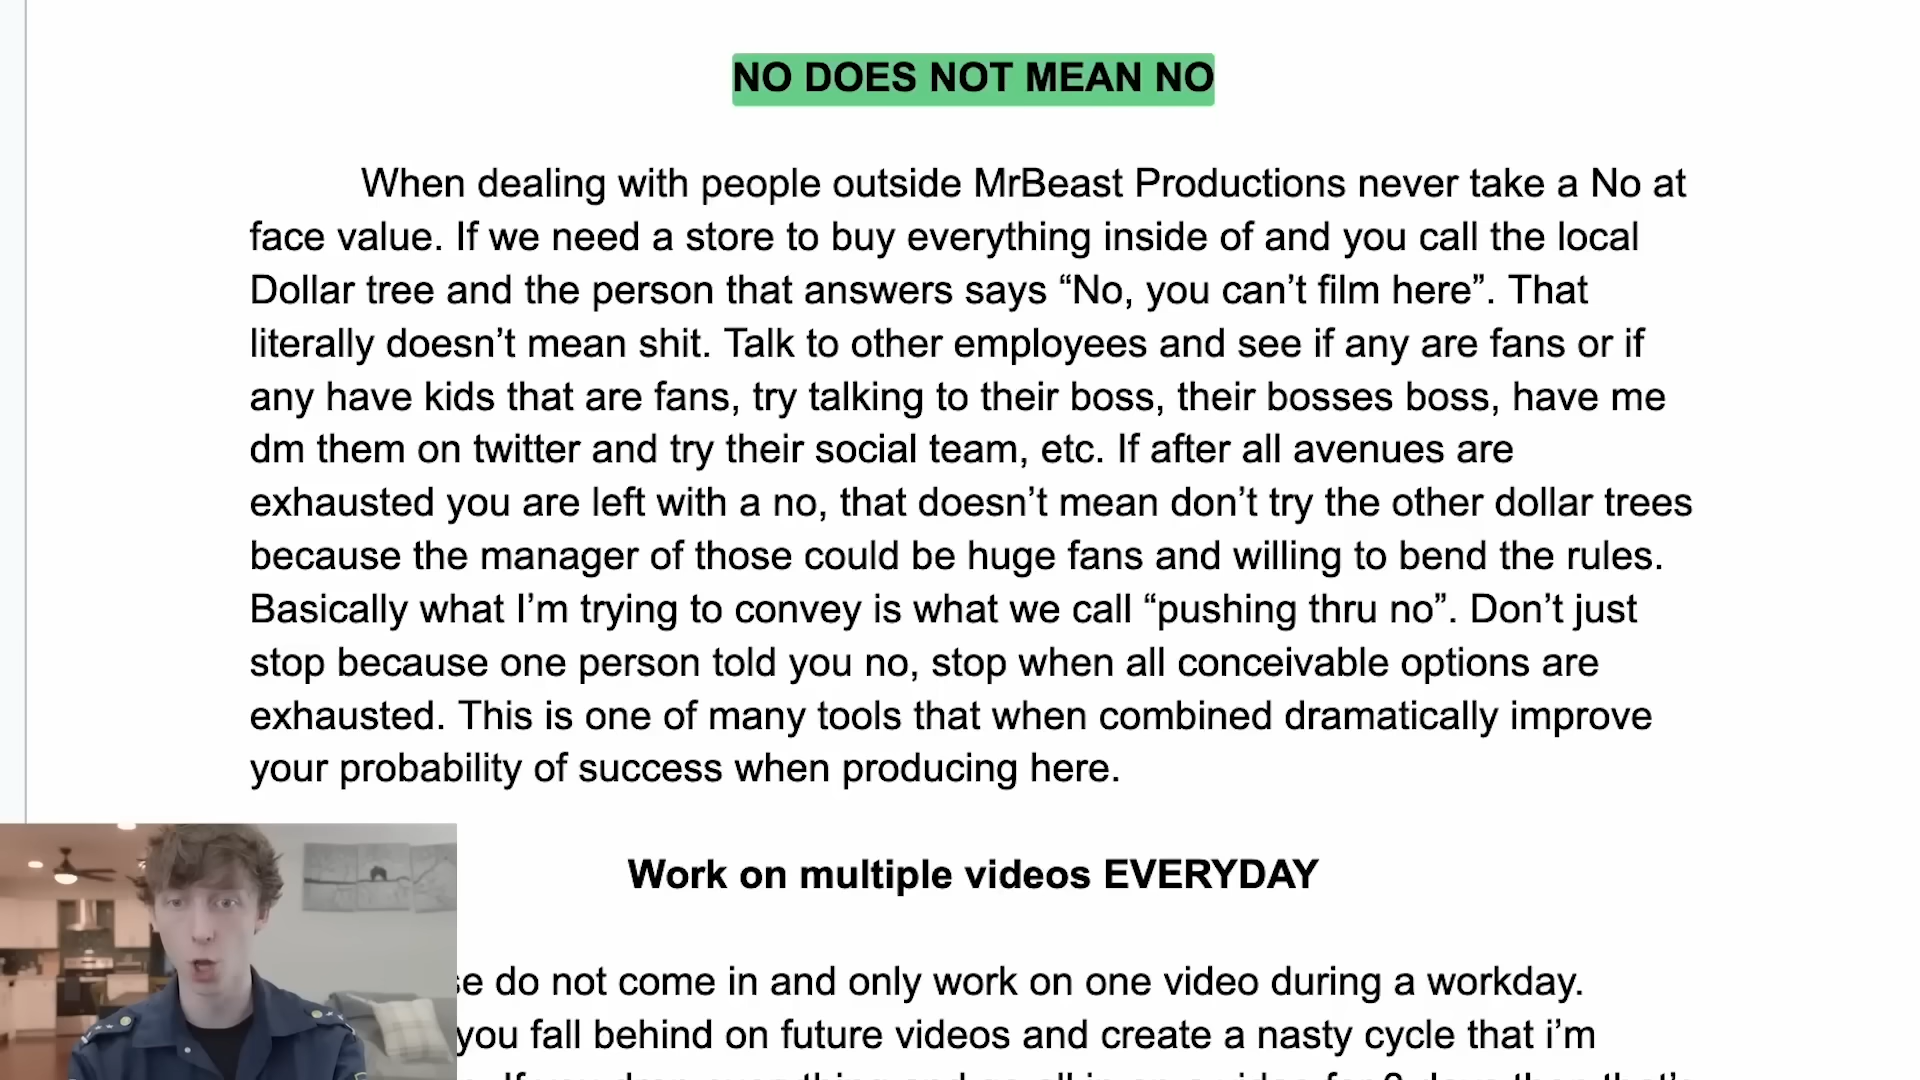 NO DOES NOT MEAN NO
When dealing with people outside MrBeast Productions never take a No at
face value. If we need a store to buy everything inside of and you call the local
Dollar tree and the person that answers says “No, you can’t film here”. That
literally doesn’t mean shit. Talk to other employees and see if any are fans or if
any have kids that are fans, try talking to their boss, their bosses boss, have me
dm them on twitter and try their social team, etc. If after all avenues are
exhausted you are left with a no, that doesn’t mean don’t try the other dollar trees
because the manager of those could be huge fans and willing to bend the rules.
Basically what I’m trying to convey is what we call “pushing thru no”. Don’t just
stop because one person told you no, stop when all conceivable options are
exhausted. This is one of many tools that when combined dramatically improve
your probability of success when producing here.
Work on multiple videos EVERYDAY
do not come in and only work on one video during a workday.
you fall behind on future videos and create a nasty cycle that i’m